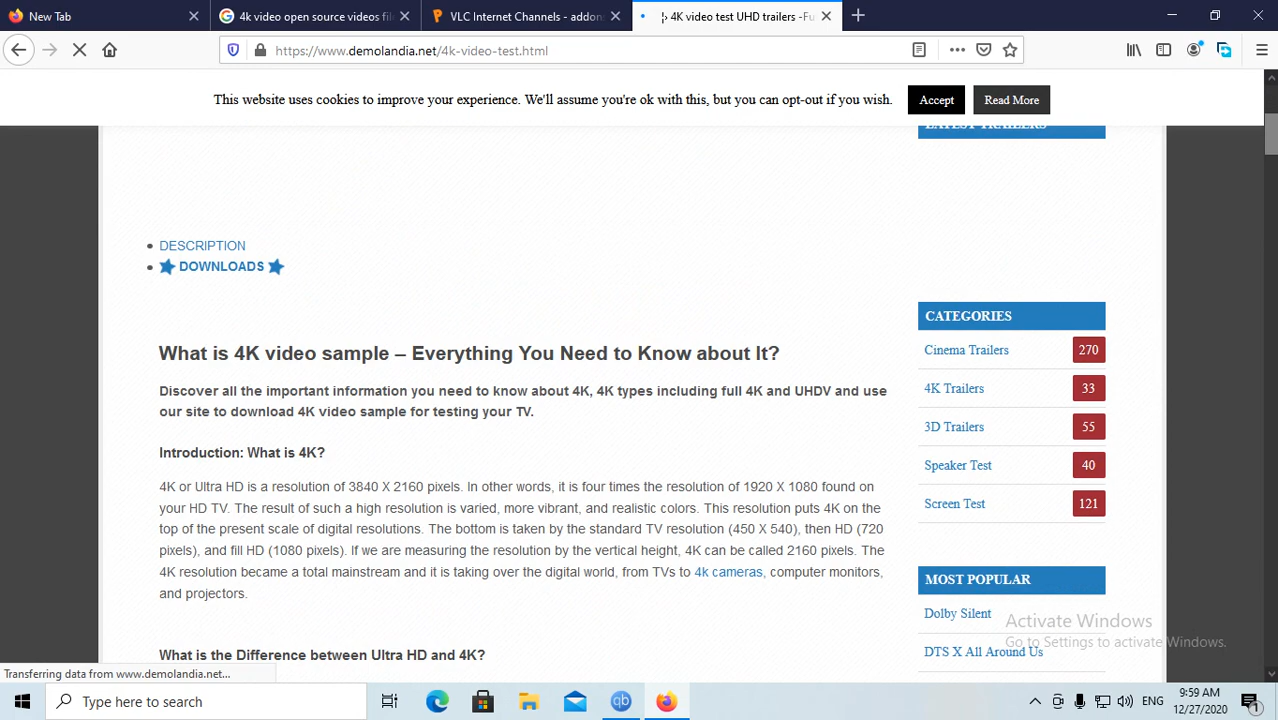 New Tab
4k video open source videos fil
VLC Internet Channels - addon
4K video test UHD trailers -Fu
https://www.demolandia.net/4k-video-test.html
This website uses cookies to improve your experience. We'll assume you're ok with this, but you can opt-out if you wish.
Accept
Read More
LATEST TRAILERS
DESCRIPTION
DOWNLOADS
What is 4K video sample – Everything You Need to Know about It?
Discover all the important information you need to know about 4K, 4K types including full 4K and UHDV and use
our site to download 4K video sample for testing your TV.
Introduction: What is 4K?
4K or Ultra HD is a resolution of 3840 X 2160 pixels. In other words, it is four times the resolution of 1920 X 1080 found on
your HD TV. The result of such a high resolution is varied, more vibrant, and realistic colors. This resolution puts 4K on the
top of the present scale of digital resolutions. The bottom is taken by the standard TV resolution (450 X 540), then HD (720
pixels), and fill HD (1080 pixels). If we are measuring the resolution by the vertical height, 4K can be called 2160 pixels. The
4K resolution became a total mainstream and it is taking over the digital world, from TVs to 4k cameras, computer monitors,
and projectors.
What is the Difference between Ultra HD and 4K?
CATEGORIES
Cinema Trailers 270
4K Trailers 33
3D Trailers 55
Speaker Test 40
Screen Test 121
MOST POPULAR
Dolby Silent
DTS X All Around Us
Activate Windows
Go to Settings to activate Windows.
Transferring data from www.demolandia.net...
Type here to search
qb
ENG
9:59 AM
12/27/2020
1